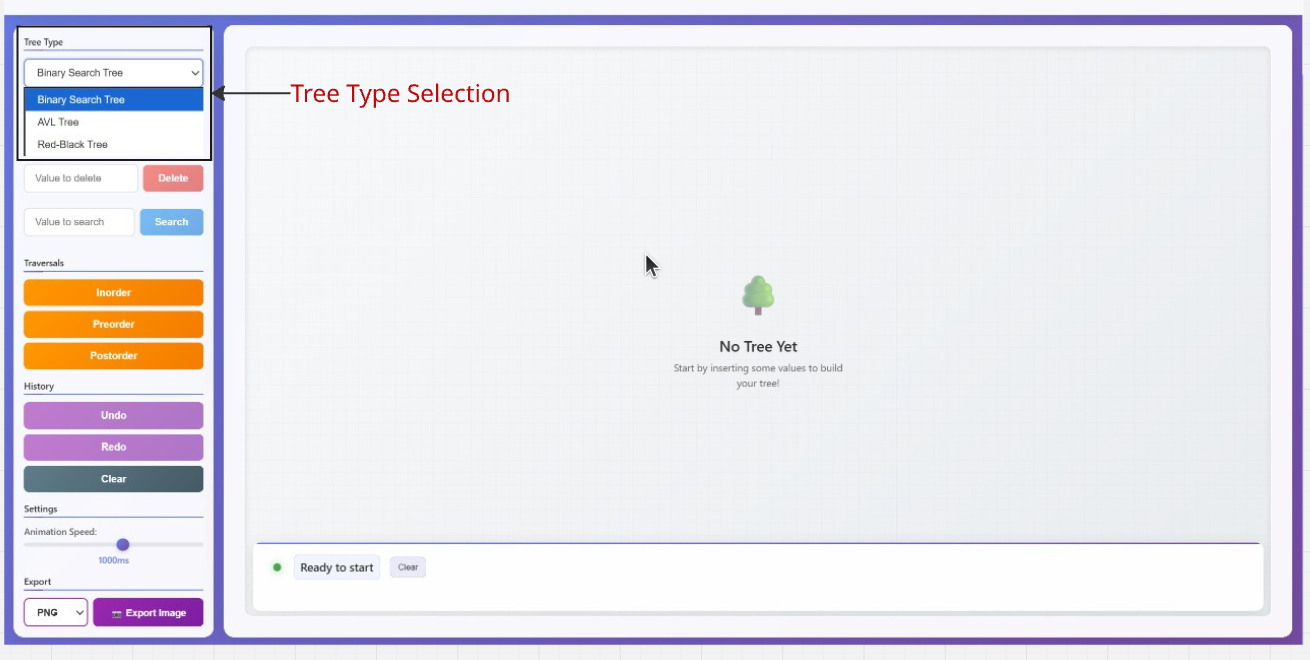 Tree Type
Binary Search Tree
Binary Search Tree
AVL Tree
Red-Black Tree
Tree Type Selection
Value to delete
Delete
Value to search
Search
Traversals
Inorder
Preorder
Postorder
History
Undo
Redo
Clear
Settings
Animation Speed:
1000ms
Export
PNG
Export Image
No Tree Yet
Start by inserting some values to build
your tree!
Ready to start
Clear